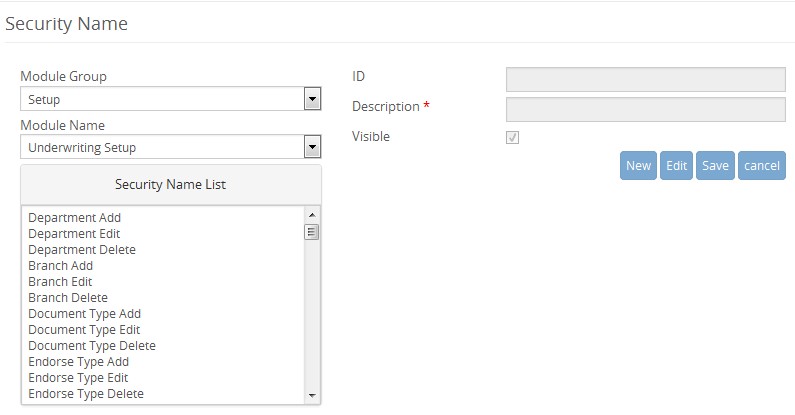 Security Name
Module Group
Setup
Module Name
Underwriting Setup
Security Name List
Department Add
Department Edit
Department Delete
Branch Add
Branch Edit
Branch Delete
Document Type Add
Document Type Edit
Document Type Delete
Endorse Type Add
Endorse Type Edit
Endorse Type Delete
ID
Description *
Visible
New Edit Save cancel